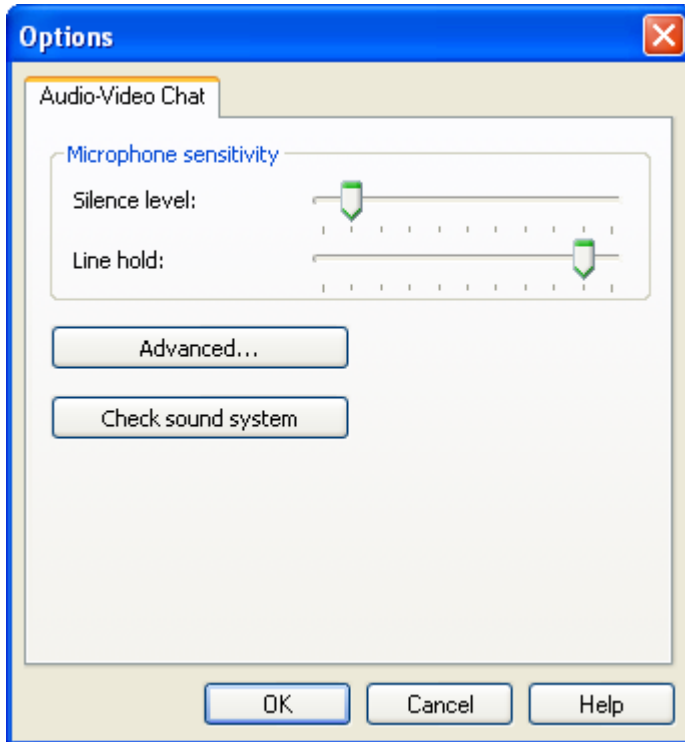 Options
Audio-Video Chat
Microphone sensitivity
Silence level:
Line hold:
Advanced...
Check sound system
OK Cancel Help